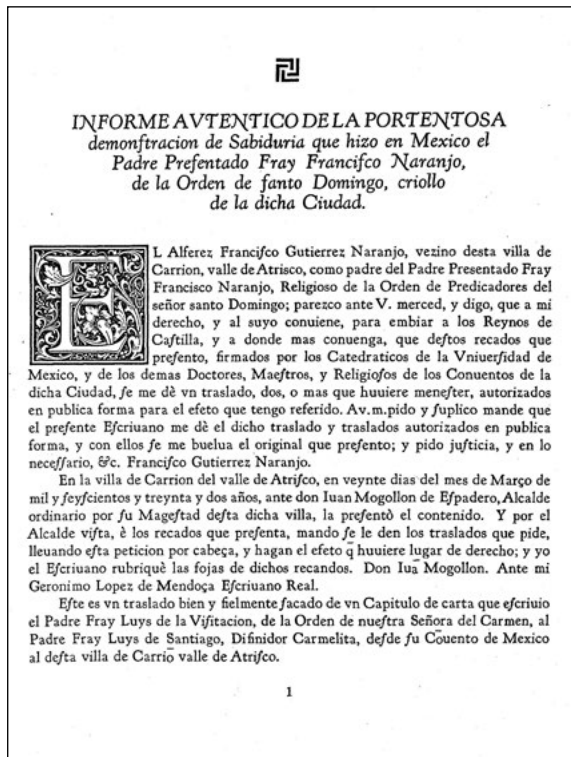 INFORME AVTENTICO DE LA PORTENTOSA
demonſtracion de Sabiduria que hizo en Mexico el
Padre Preſentado Fray Franciſco Naranjo,
de la Orden de ſanto Domingo, criollo
de la dicha Ciudad.
EL Alferez Franciſco Gutierrez Naranjo, vezino desta villa de
Carrion, valle de Atrisco, como padre del Padre Presentado Fray
Francisco Naranjo, Religioso de la Orden de Predicadores del
señor santo Domingo; parezco ante V. merced, y digo, que a mi
derecho, y al suyo conuiene, para embiar a los Reynos de
Caſtilla, y a donde mas conuenga, que deſtos recados que
preſento, firmados por los Catedraticos de la Vniuerſidad de
Mexico, y de los demas Doctores, Maeſtros, y Religioſos de los Conuentos de la
dicha Ciudad, ſe me dè vn traslado, dos, o mas que huuiere meneſter, autorizados
en publica forma para el efeto que tengo referido. Av.m.pido y ſuplico mande que
el preſente Eſcriuano me dè el dicho traslado y traslados autorizados en publica
forma, y con ellos ſe me buelua el original que preſento; y pido juſticia, y en lo
neceſſario, &c. Franciſco Gutierrez Naranjo.
En la villa de Carrion del valle de Atriſco, en veynte dias del mes de Março de
mil y ſeyſcientos y treynta y dos años, ante don Iuan Mogollon de Eſpadero, Alcalde
ordinario por ſu Mageſtad deſta dicha villa, la preſentò el contenido. Y por el
Alcalde viſta, è los recados que preſenta, mando ſe le den los traslados que pide,
lleuando eſta peticion por cabeça, y hagan el efeto q̄ huuiere lugar de derecho; y yo
el Eſcriuano rubriquè las fojas de dichos recandos. Don Iuā Mogollon. Ante mi
Geronimo Lopez de Mendoça Eſcriuano Real.
Eſte es vn traslado bien y fielmente ſacado de vn Capitulo de carta que eſcriuio
el Padre Fray Luys de la Viſitacion, de la Orden de nueſtra Señora del Carmen, al
Padre Fray Luys de Santiago, Difinidor Carmelita, deſde ſu Cōuento de Mexico
al deſta villa de Carriō valle de Atriſco.
1